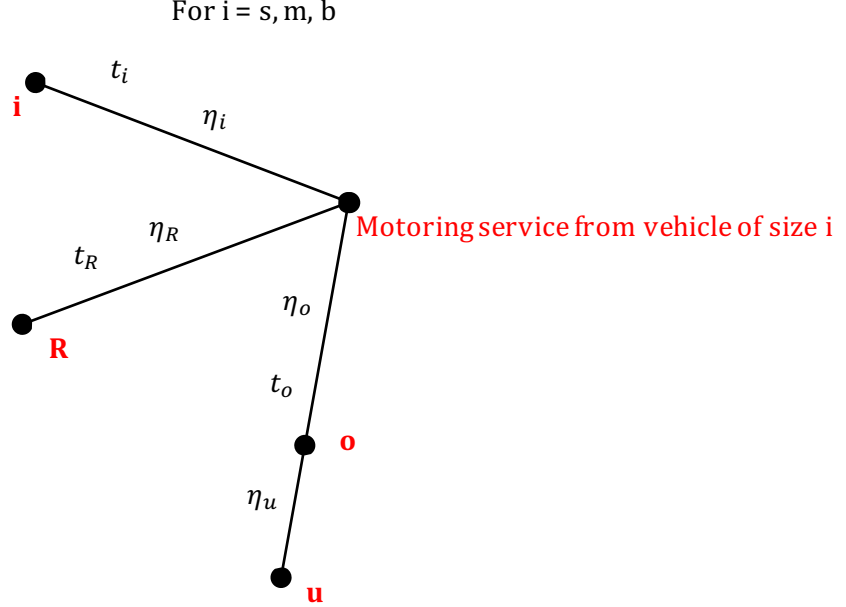 For i = s, m, b
t_i
i
η_i
η_R
Motoring service from vehicle of size i
t_R
η_o
R
t_o
o
η_u
u